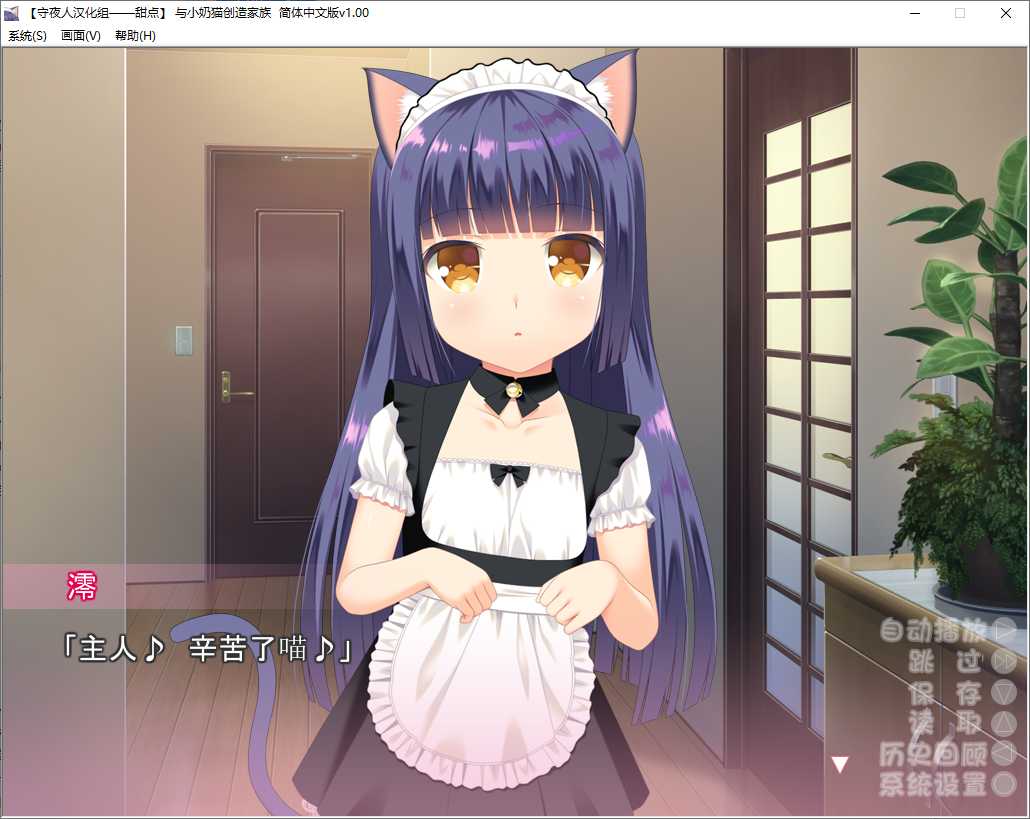 【守夜人汉化组——甜点】 与小奶猫创造家族 简体中文版v1.00
系统(S) 画面(V) 帮助(H)
澪
「主人♪ 辛苦了喵♪」
自动播放
跳 过
保 存
读 取
历史回顾
系统设置